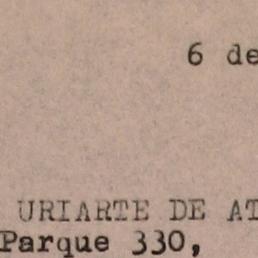 6 de
URIARTE DE AT
Parque 330,